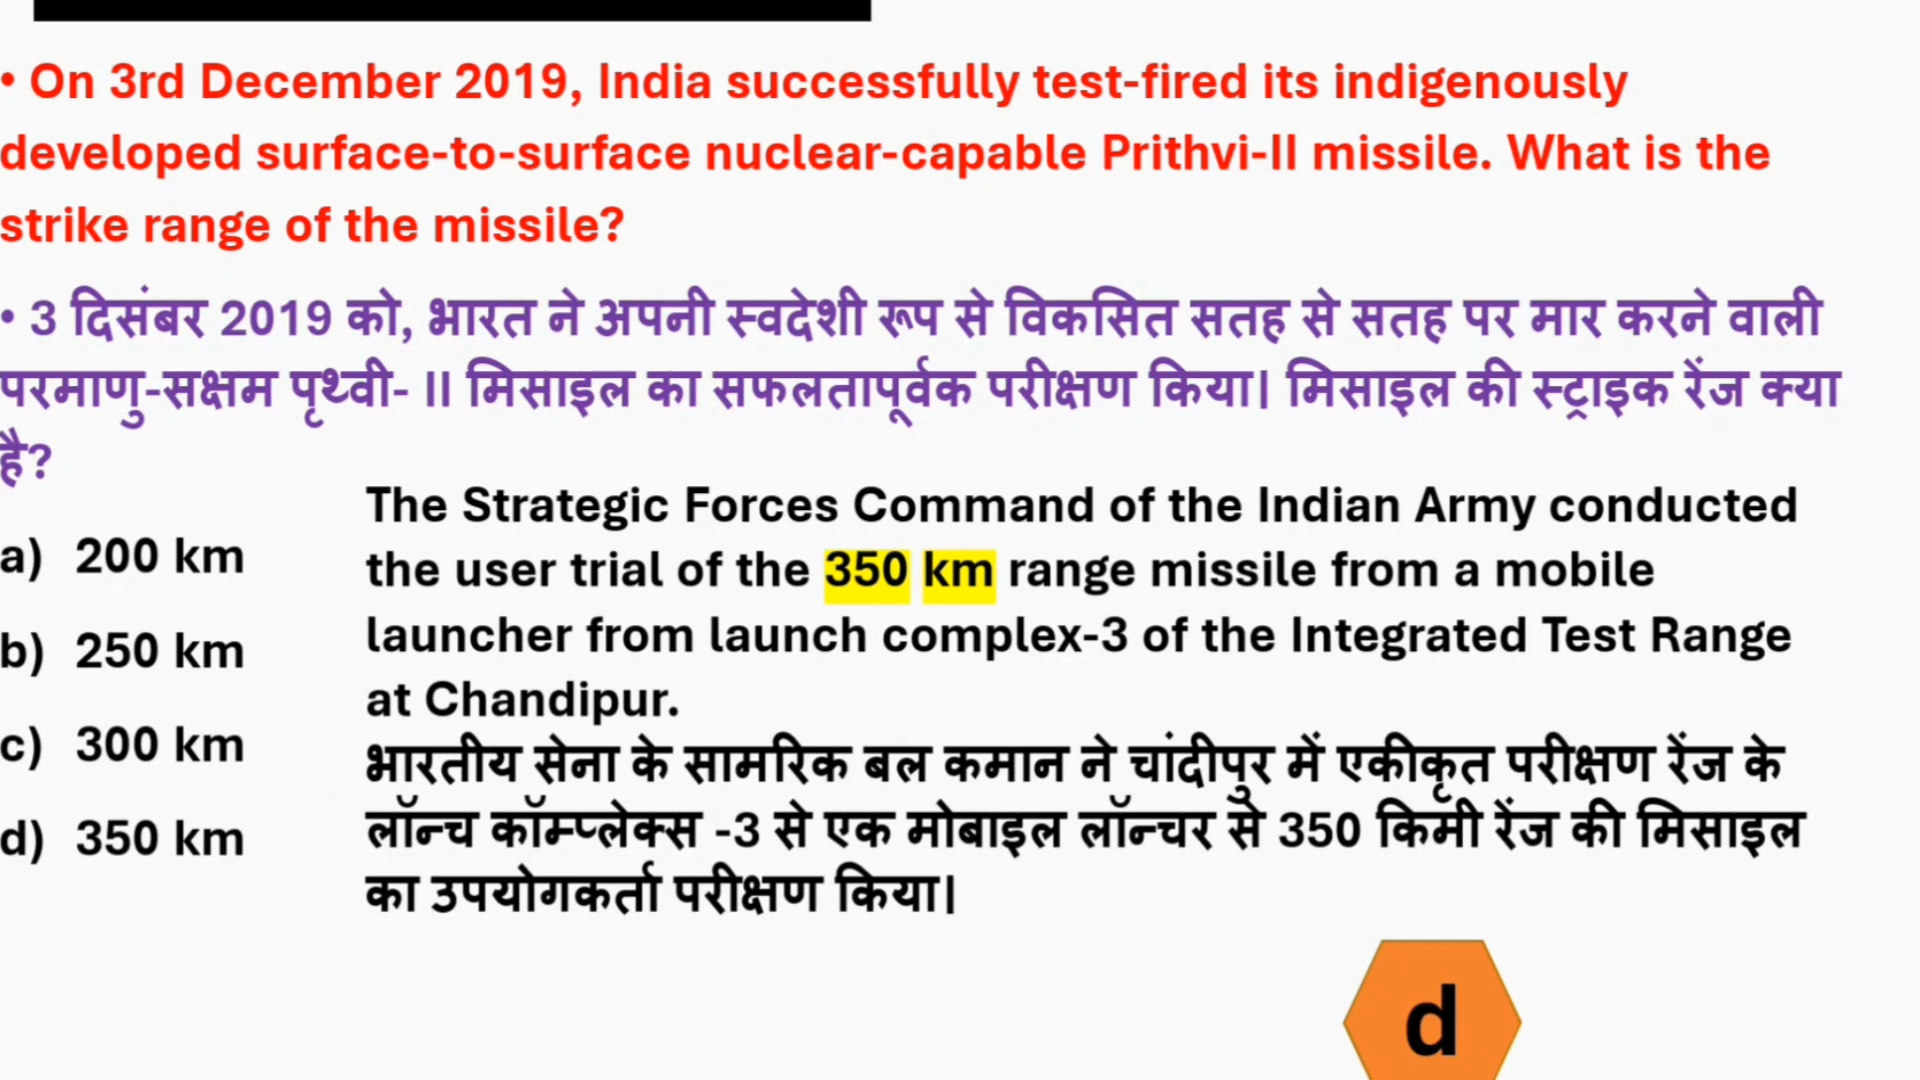 • On 3rd December 2019, India successfully test-fired its indigenously
developed surface-to-surface nuclear-capable Prithvi-II missile. What is the
strike range of the missile?
• 3 दिसंबर 2019 को, भारत ने अपनी स्वदेशी रूप से विकसित सतह से सतह पर मार करने वाली
परमाणु-सक्षम पृथ्वी- II मिसाइल का सफलतापूर्वक परीक्षण किया| मिसाइल की स्ट्राइक रेंज क्या
है?
a) 200 km
b) 250 km
c) 300 km
d) 350 km
The Strategic Forces Command of the Indian Army conducted
the user trial of the 350 km range missile from a mobile
launcher from launch complex-3 of the Integrated Test Range
at Chandipur.
भारतीय सेना के सामरिक बल कमान ने चांदीपुर में एकीकृत परीक्षण रेंज के
लॉन्च कॉम्प्लेक्स -3 से एक मोबाइल लॉन्चर से 350 किमी रेंज की मिसाइल
का उपयोगकर्ता परीक्षण किया|
d